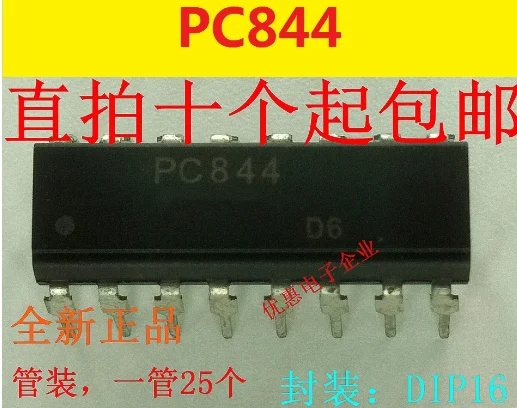 PC844
直拍十个起包邮
PC844
D6
优惠电子企业
全新正品
管装，一管25个
封装：DIP16